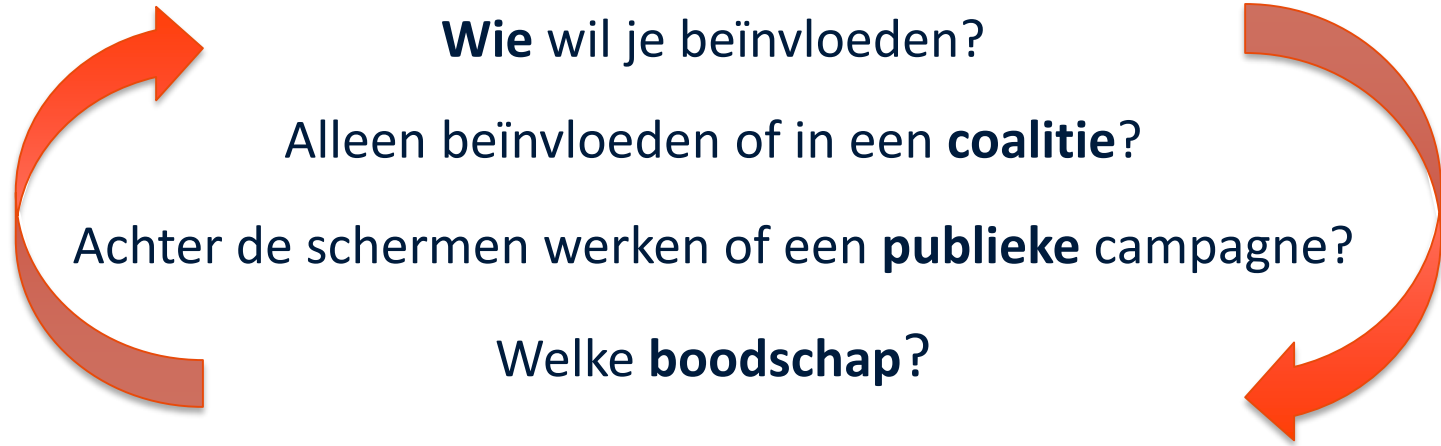 Wie wil je beïnvloeden?
Alleen beïnvloeden of in een coalitie?
Achter de schermen werken of een publieke campagne?
Welke boodschap?